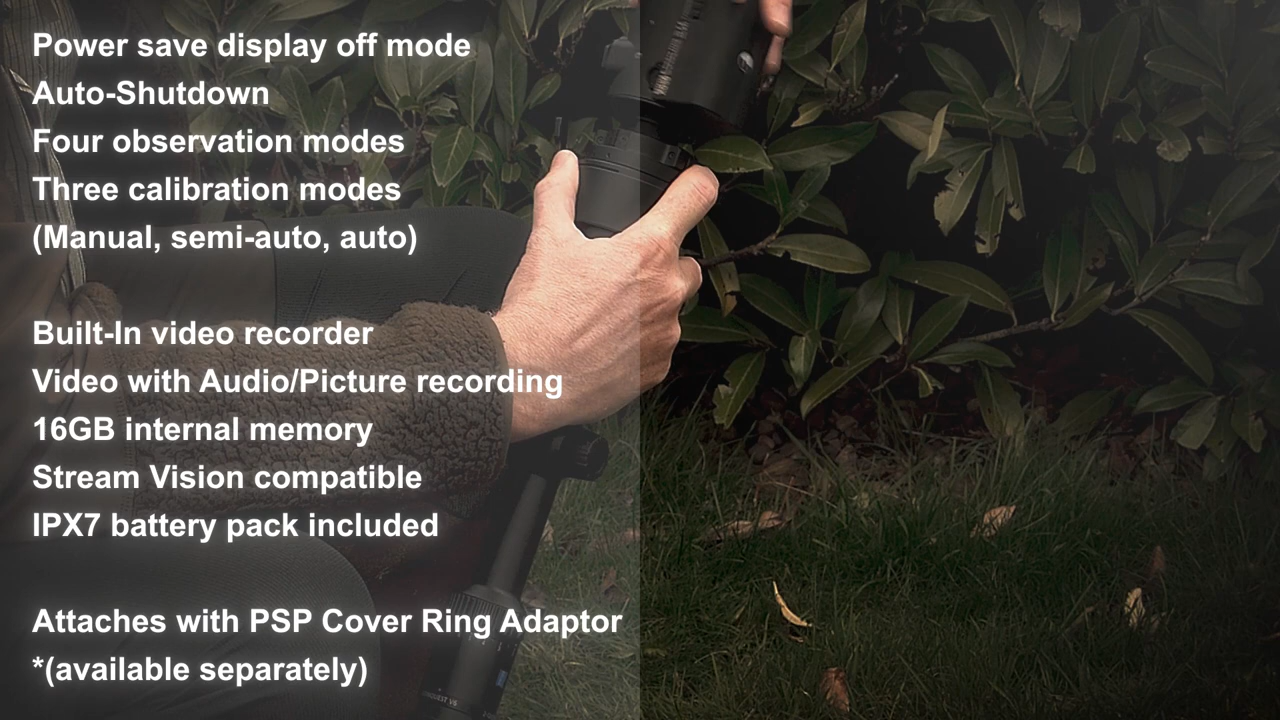 Power save display off mode
Auto-Shutdown
Four observation modes
Three calibration modes
(Manual, semi-auto, auto)
Built-In video recorder
Video with Audio/Picture recording
16GB internal memory
Stream Vision compatible
IPX7 battery pack included
Attaches with PSP Cover Ring Adaptor
*(available separately)